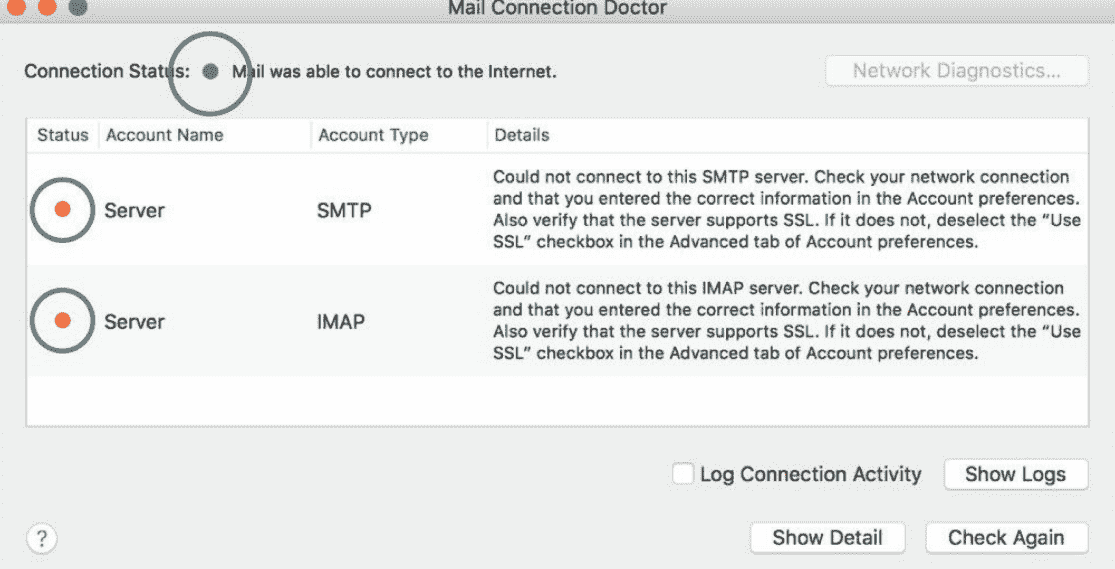 Mail Connection Doctor
Connection Status: Mail was able to connect to the Internet.
Network Diagnostics...
Status Account Name Account Type Details
Server SMTP
Could not connect to this SMTP server. Check your network connection
and that you entered the correct information in the Account preferences.
Also verify that the server supports SSL. If it does not, deselect the “Use
SSL” checkbox in the Advanced tab of Account preferences.
Server IMAP
Could not connect to this IMAP server. Check your network connection
and that you entered the correct information in the Account preferences.
Also verify that the server supports SSL. If it does not, deselect the “Use
SSL” checkbox in the Advanced tab of Account preferences.
Log Connection Activity
Show Logs
?
Show Detail
Check Again